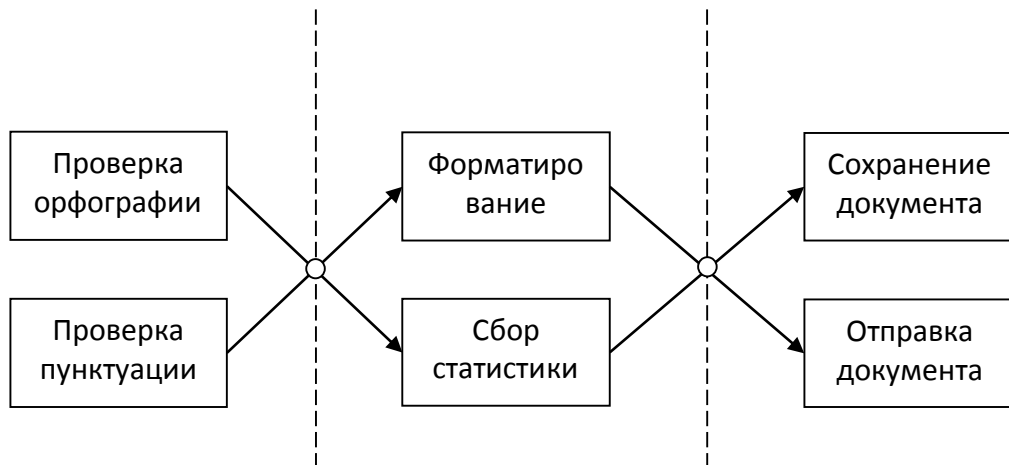 Проверка
орфографии
Форматиро
вание
Сохранение
документа
Проверка
пунктуации
Сбор
статистики
Отправка
документа